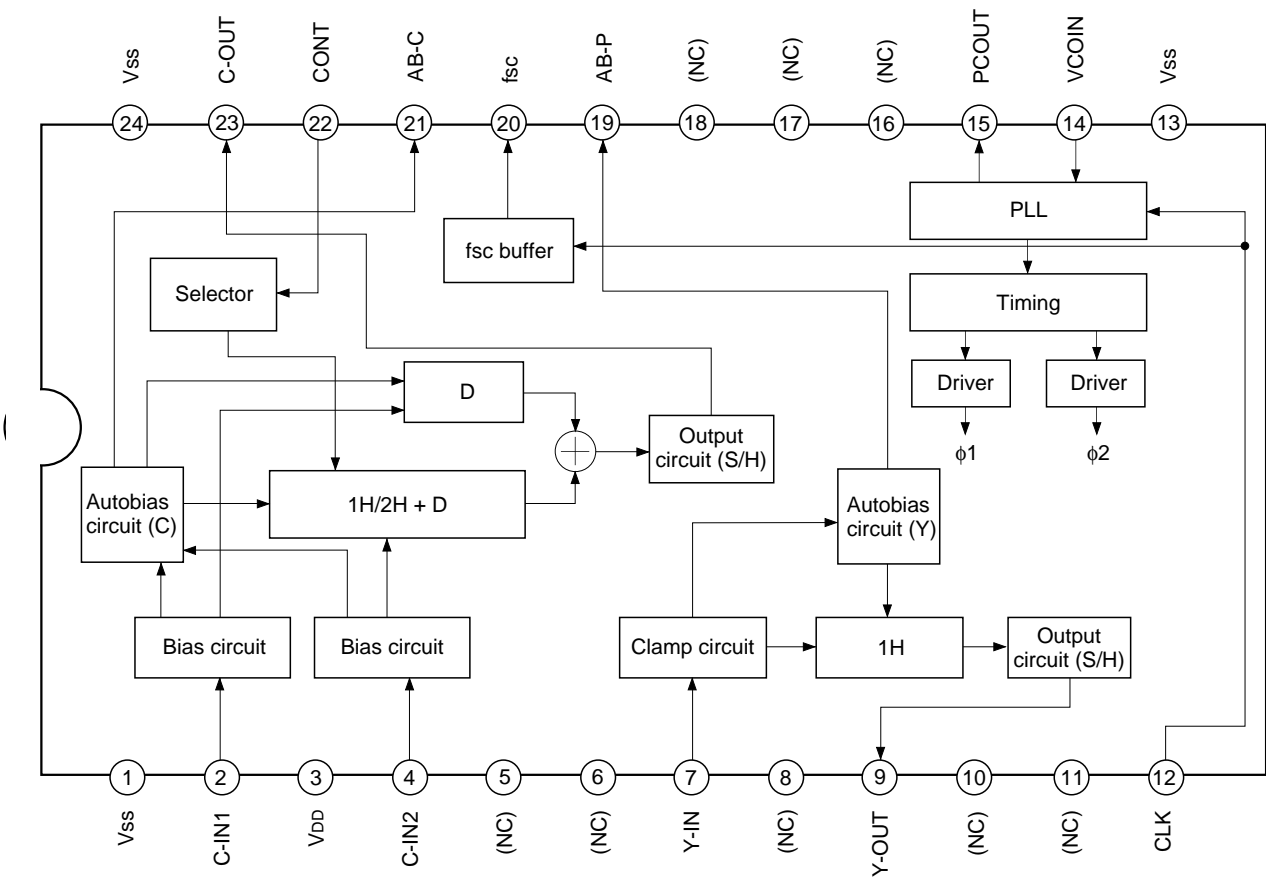 Vss
C-OUT
CONT
AB-C
fsc
AB-P
(NC)
(NC)
(NC)
PCOUT
VCOIN
Vss
24
23
22
21
20
19
18
17
16
15
14
13
PLL
fsc buffer
Selector
Timing
D
Driver
Driver
Output
circuit (S/H)
ϕ1
ϕ2
Autobias
circuit (C)
1H/2H + D
Autobias
circuit (Y)
Bias circuit
Bias circuit
Clamp circuit
1H
Output
circuit (S/H)
1
2
3
4
5
6
7
8
9
10
11
12
Vss
C-IN1
VDD
C-IN2
(NC)
(NC)
Y-IN
(NC)
Y-OUT
(NC)
(NC)
CLK